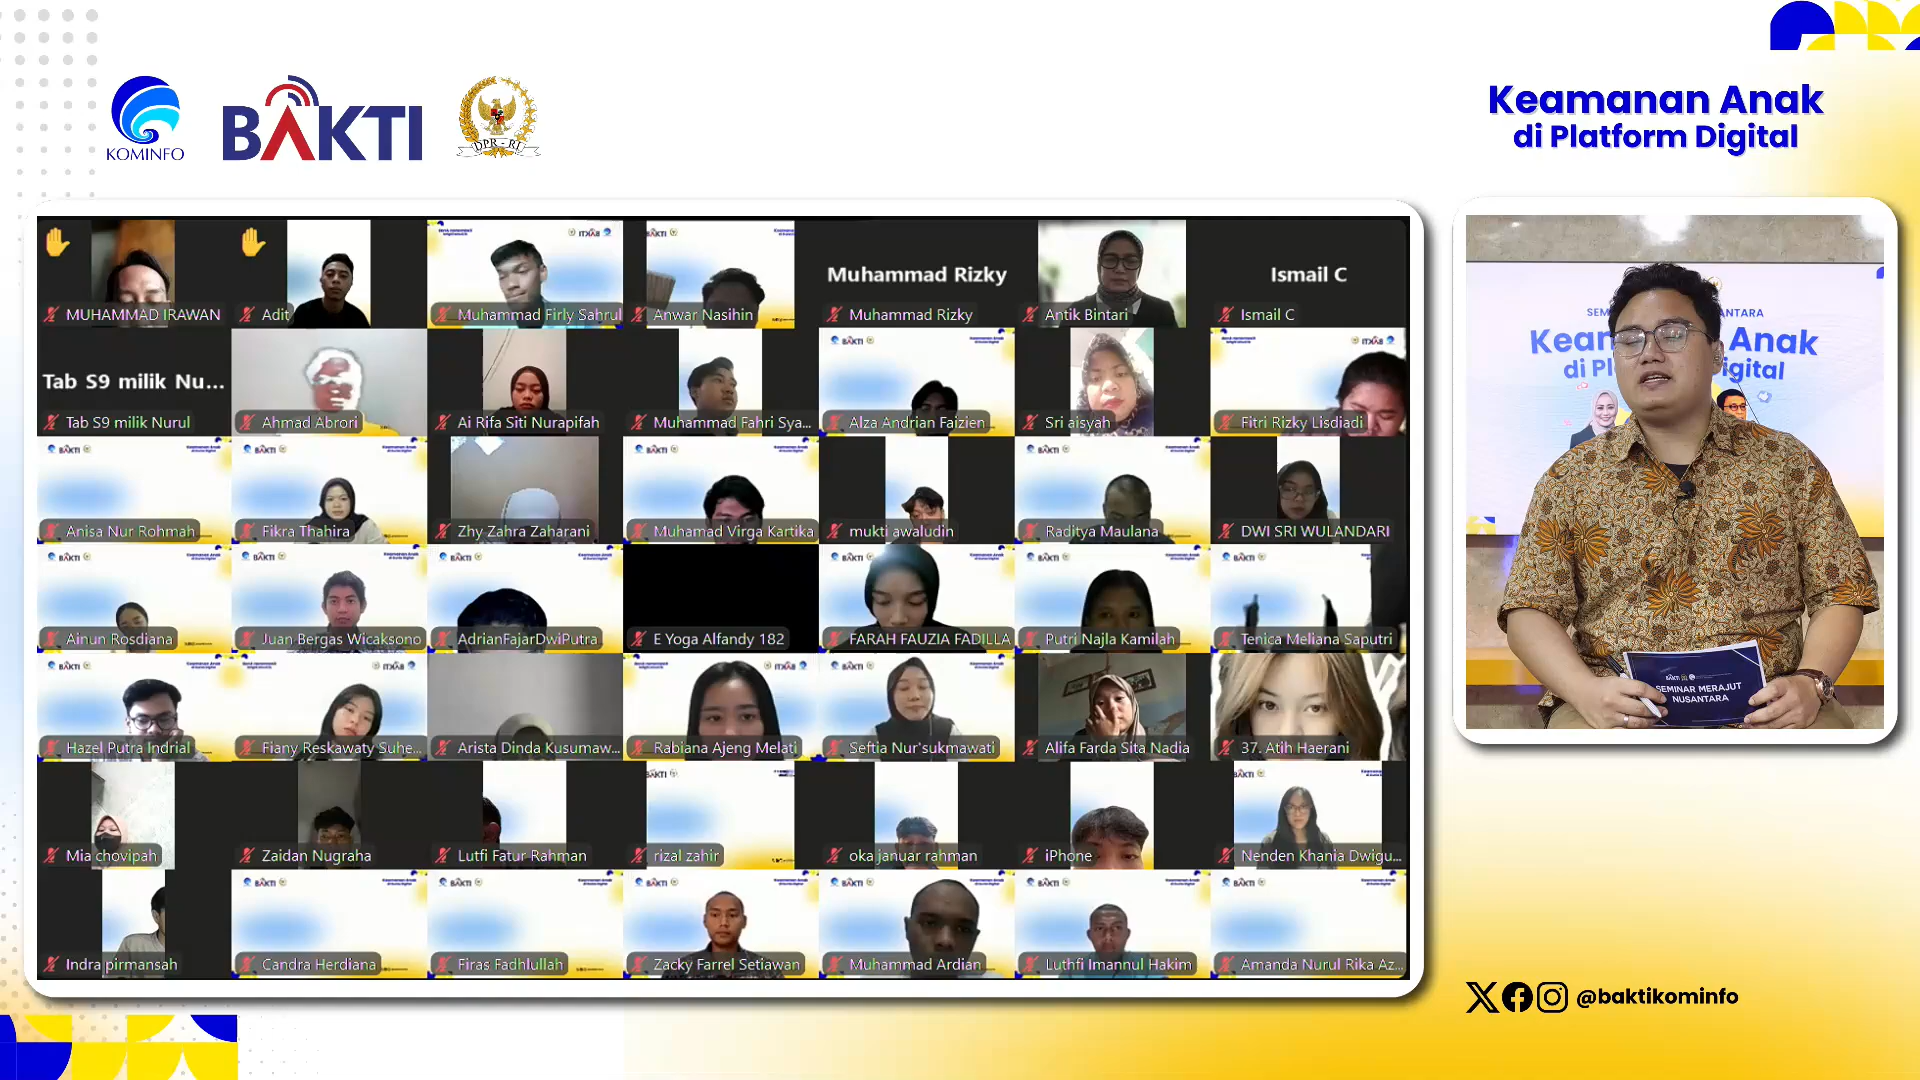 KOMINFO
BAKTI
DPR - RI
Keamanan Anak
di Platform Digital
MUHAMMAD IRAWAN
Adit
Muhammad Firly Sahrul
Anwar Nasihin
Muhammad Rizky
Muhammad Rizky
Antik Bintari
Ismail C
Ismail C
Tab S9 milik Nu...
Tab S9 milik Nurul
Ahmad Abrori
Ai Rifa Siti Nurapifah
Muhammad Fahri Sya...
Alza Andrian Faizien
Sri aisyah
Fitri Rizky Lisdiadi
Anisa Nur Rohmah
Fikra Thahira
Zhy Zahra Zaharani
Muhamad Virga Kartika
mukti awaludin
Raditya Maulana
DWI SRI WULANDARI
Ainun Rosdiana
Juan Bergas Wicaksono
AdrianFajarDwiPutra
E Yoga Alfandy 182
FARAH FAUZIA FADILLA
Putri Najla Kamilah
Tenica Meliana Saputri
Hazel Putra Indrial
Fiany Reskawaty Suhe...
Arista Dinda Kusumaw...
Rabiana Ajeng Melati
Seftia Nur'sukmawati
Alifa Farda Sita Nadia
37. Atih Haerani
Mia chovipah
Zaidan Nugraha
Lutfi Fatur Rahman
rizal zahir
oka januar rahman
iPhone
Nenden Khania Dwigu...
Indra pirmansah
Candra Herdiana
Firas Fadhlullah
Zacky Farrel Setiawan
Muhammad Ardian
Luthfi Imannul Hakim
Amanda Nurul Rika Az...
SEMINAR MERAJUT
NUSANTARA
@baktikominfo